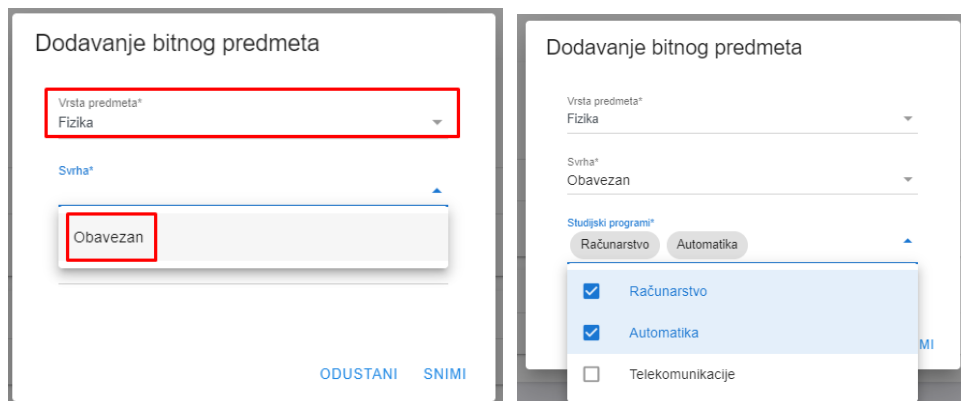 Dodavanje bitnog predmeta
Vrsta predmeta*
Fizika
Svrha*
Obavezan
ODUSTANI SNIMI
Dodavanje bitnog predmeta
Vrsta predmeta*
Fizika
Svrha*
Obavezan
Studijski programi*
Računarstvo Automatika
Računarstvo
Automatika
MI
Telekomunikacije